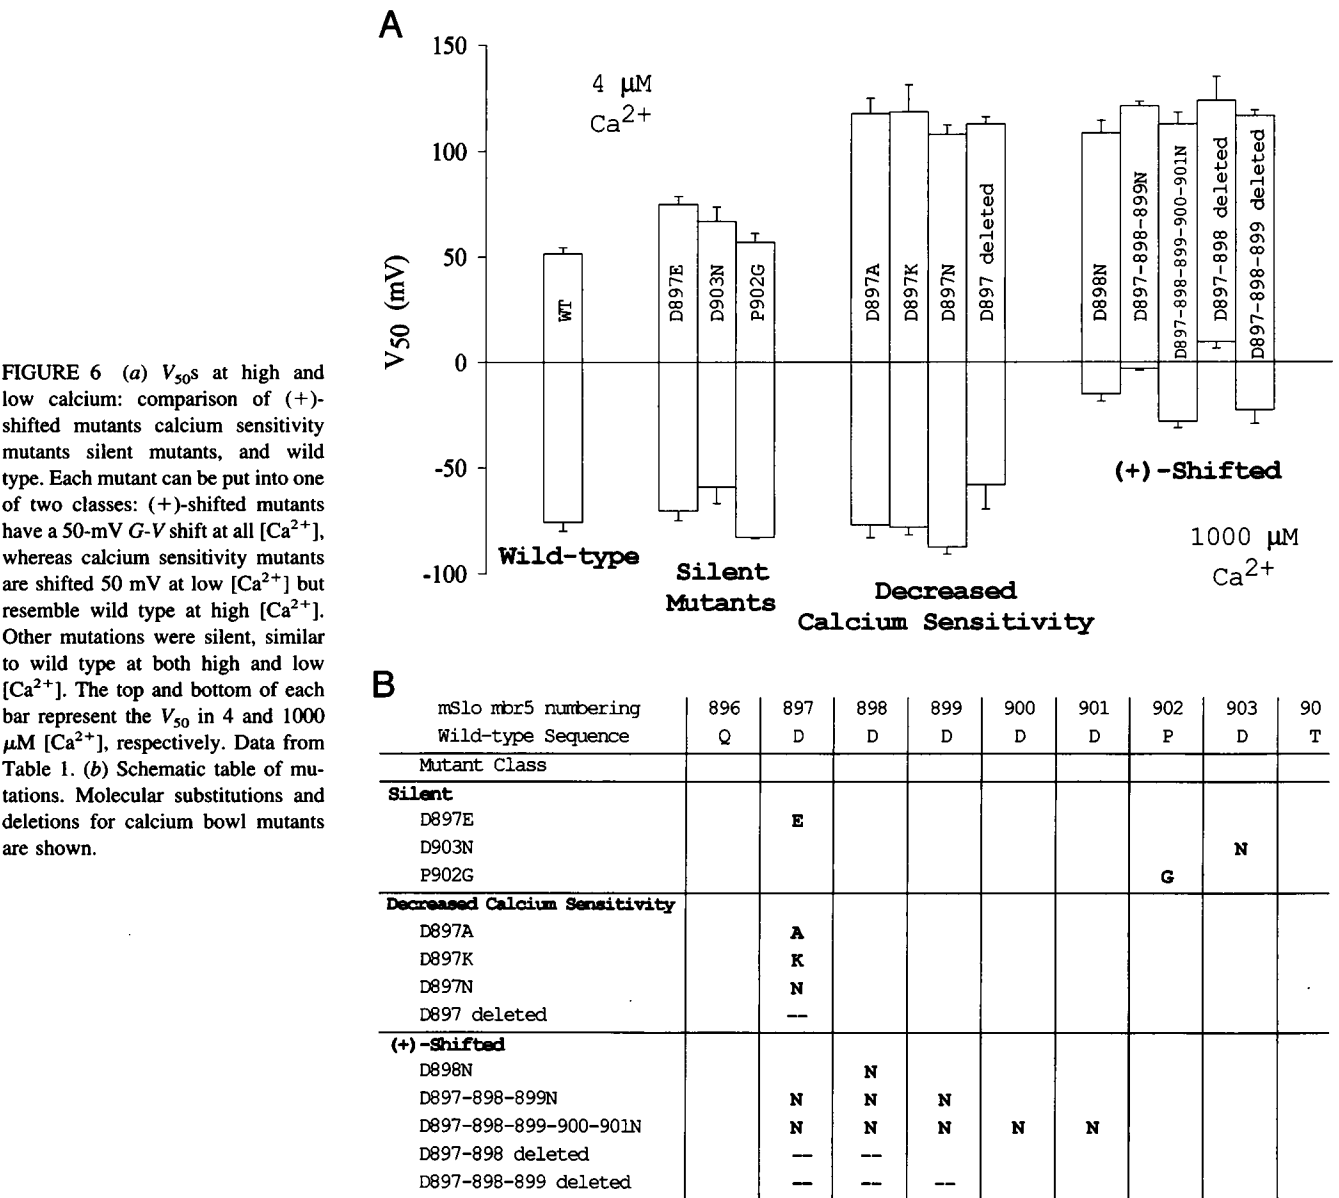 FIGURE 6 (a) V50s at high and
low calcium: comparison of (+)-
shifted mutants calcium sensitivity
mutants silent mutants, and wild
type. Each mutant can be put into one
of two classes: (+)-shifted mutants
have a 50-mV G-V shift at all [Ca2+],
whereas calcium sensitivity mutants
are shifted 50 mV at low [Ca2+] but
resemble wild type at high [Ca2+].
Other mutations were silent, similar
to wild type at both high and low
[Ca2+]. The top and bottom of each
bar represent the V50 in 4 and 1000
μM [Ca2+], respectively. Data from
Table 1. (b) Schematic table of mu-
tations. Molecular substitutions and
deletions for calcium bowl mutants
are shown.
A
V50 (mV)
150
100
50
0
-50
-100
4 μM
Ca2+
WT
D897E
D903N
P902G
D897A
D897K
D897N
D897 deleted
D898N
D897-898-899N
D897-898-899-900-901N
D897-898 deleted
D897-898-899 deleted
Wild-type
Silent
Mutants
Decreased
Calcium Sensitivity
(+)-Shifted
1000 μM
Ca2+
B
mSlo mbr5 numbering 896 897 898 899 900 901 902 903 90
Wild-type Sequence Q D D D D D P D T
Mutant Class
Silent
D897E E
D903N N
P902G G
Decreased Calcium Sensitivity
D897A A
D897K K
D897N N
D897 deleted --
(+)-Shifted
D898N N
D897-898-899N N N N
D897-898-899-900-901N N N N N N
D897-898 deleted -- --
D897-898-899 deleted -- -- --